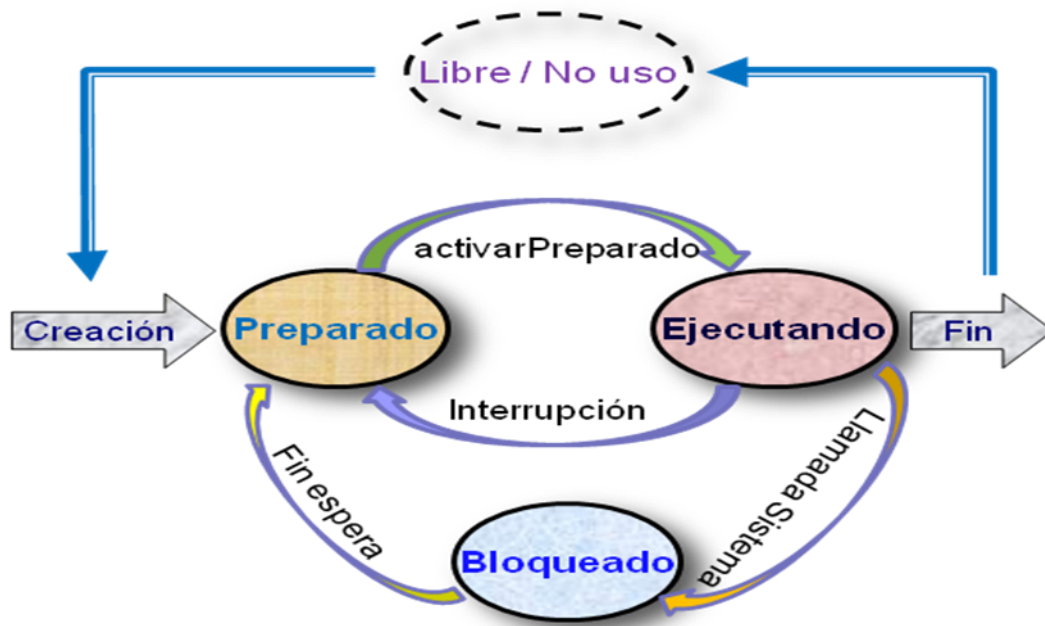 Libre / No uso
activarPreparado
Creación
Preparado
Ejecutando
Fin
Interrupción
Fin espera
Llamada Sistema
Bloqueado